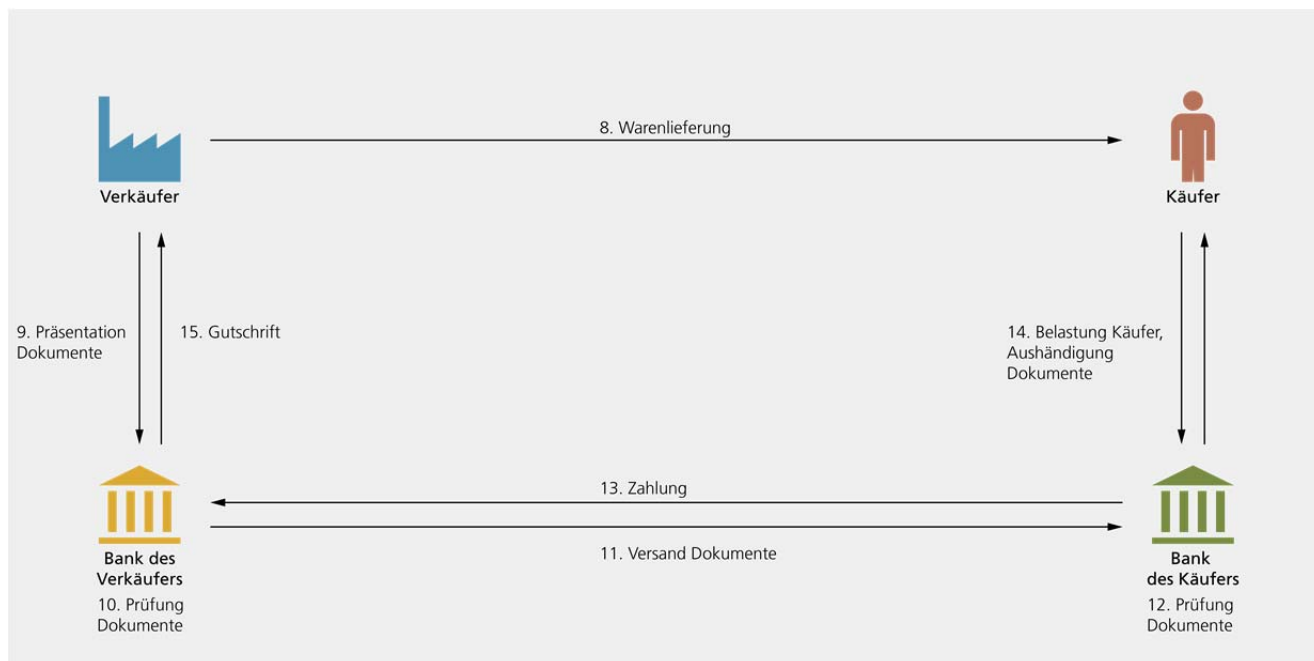 8. Warenlieferung
Verkäufer
Käufer
9. Präsentation
Dokumente
15. Gutschrift
14. Belastung Käufer,
Aushändigung
Dokumente
13. Zahlung
11. Versand Dokumente
Bank des
Verkäufers
10. Prüfung
Dokumente
Bank
des Käufers
12. Prüfung
Dokumente